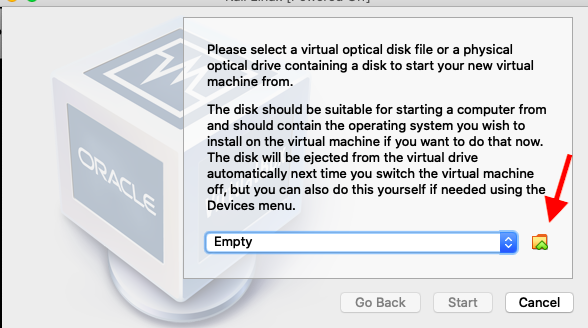 Please select a virtual optical disk file or a physical
optical drive containing a disk to start your new virtual
machine from.
The disk should be suitable for starting a computer from
and should contain the operating system you wish to
install on the virtual machine if you want to do that now.
The disk will be ejected from the virtual drive
automatically next time you switch the virtual machine
off, but you can also do this yourself if needed using the
Devices menu.
ORACLE
Empty
Go Back
Start
Cancel